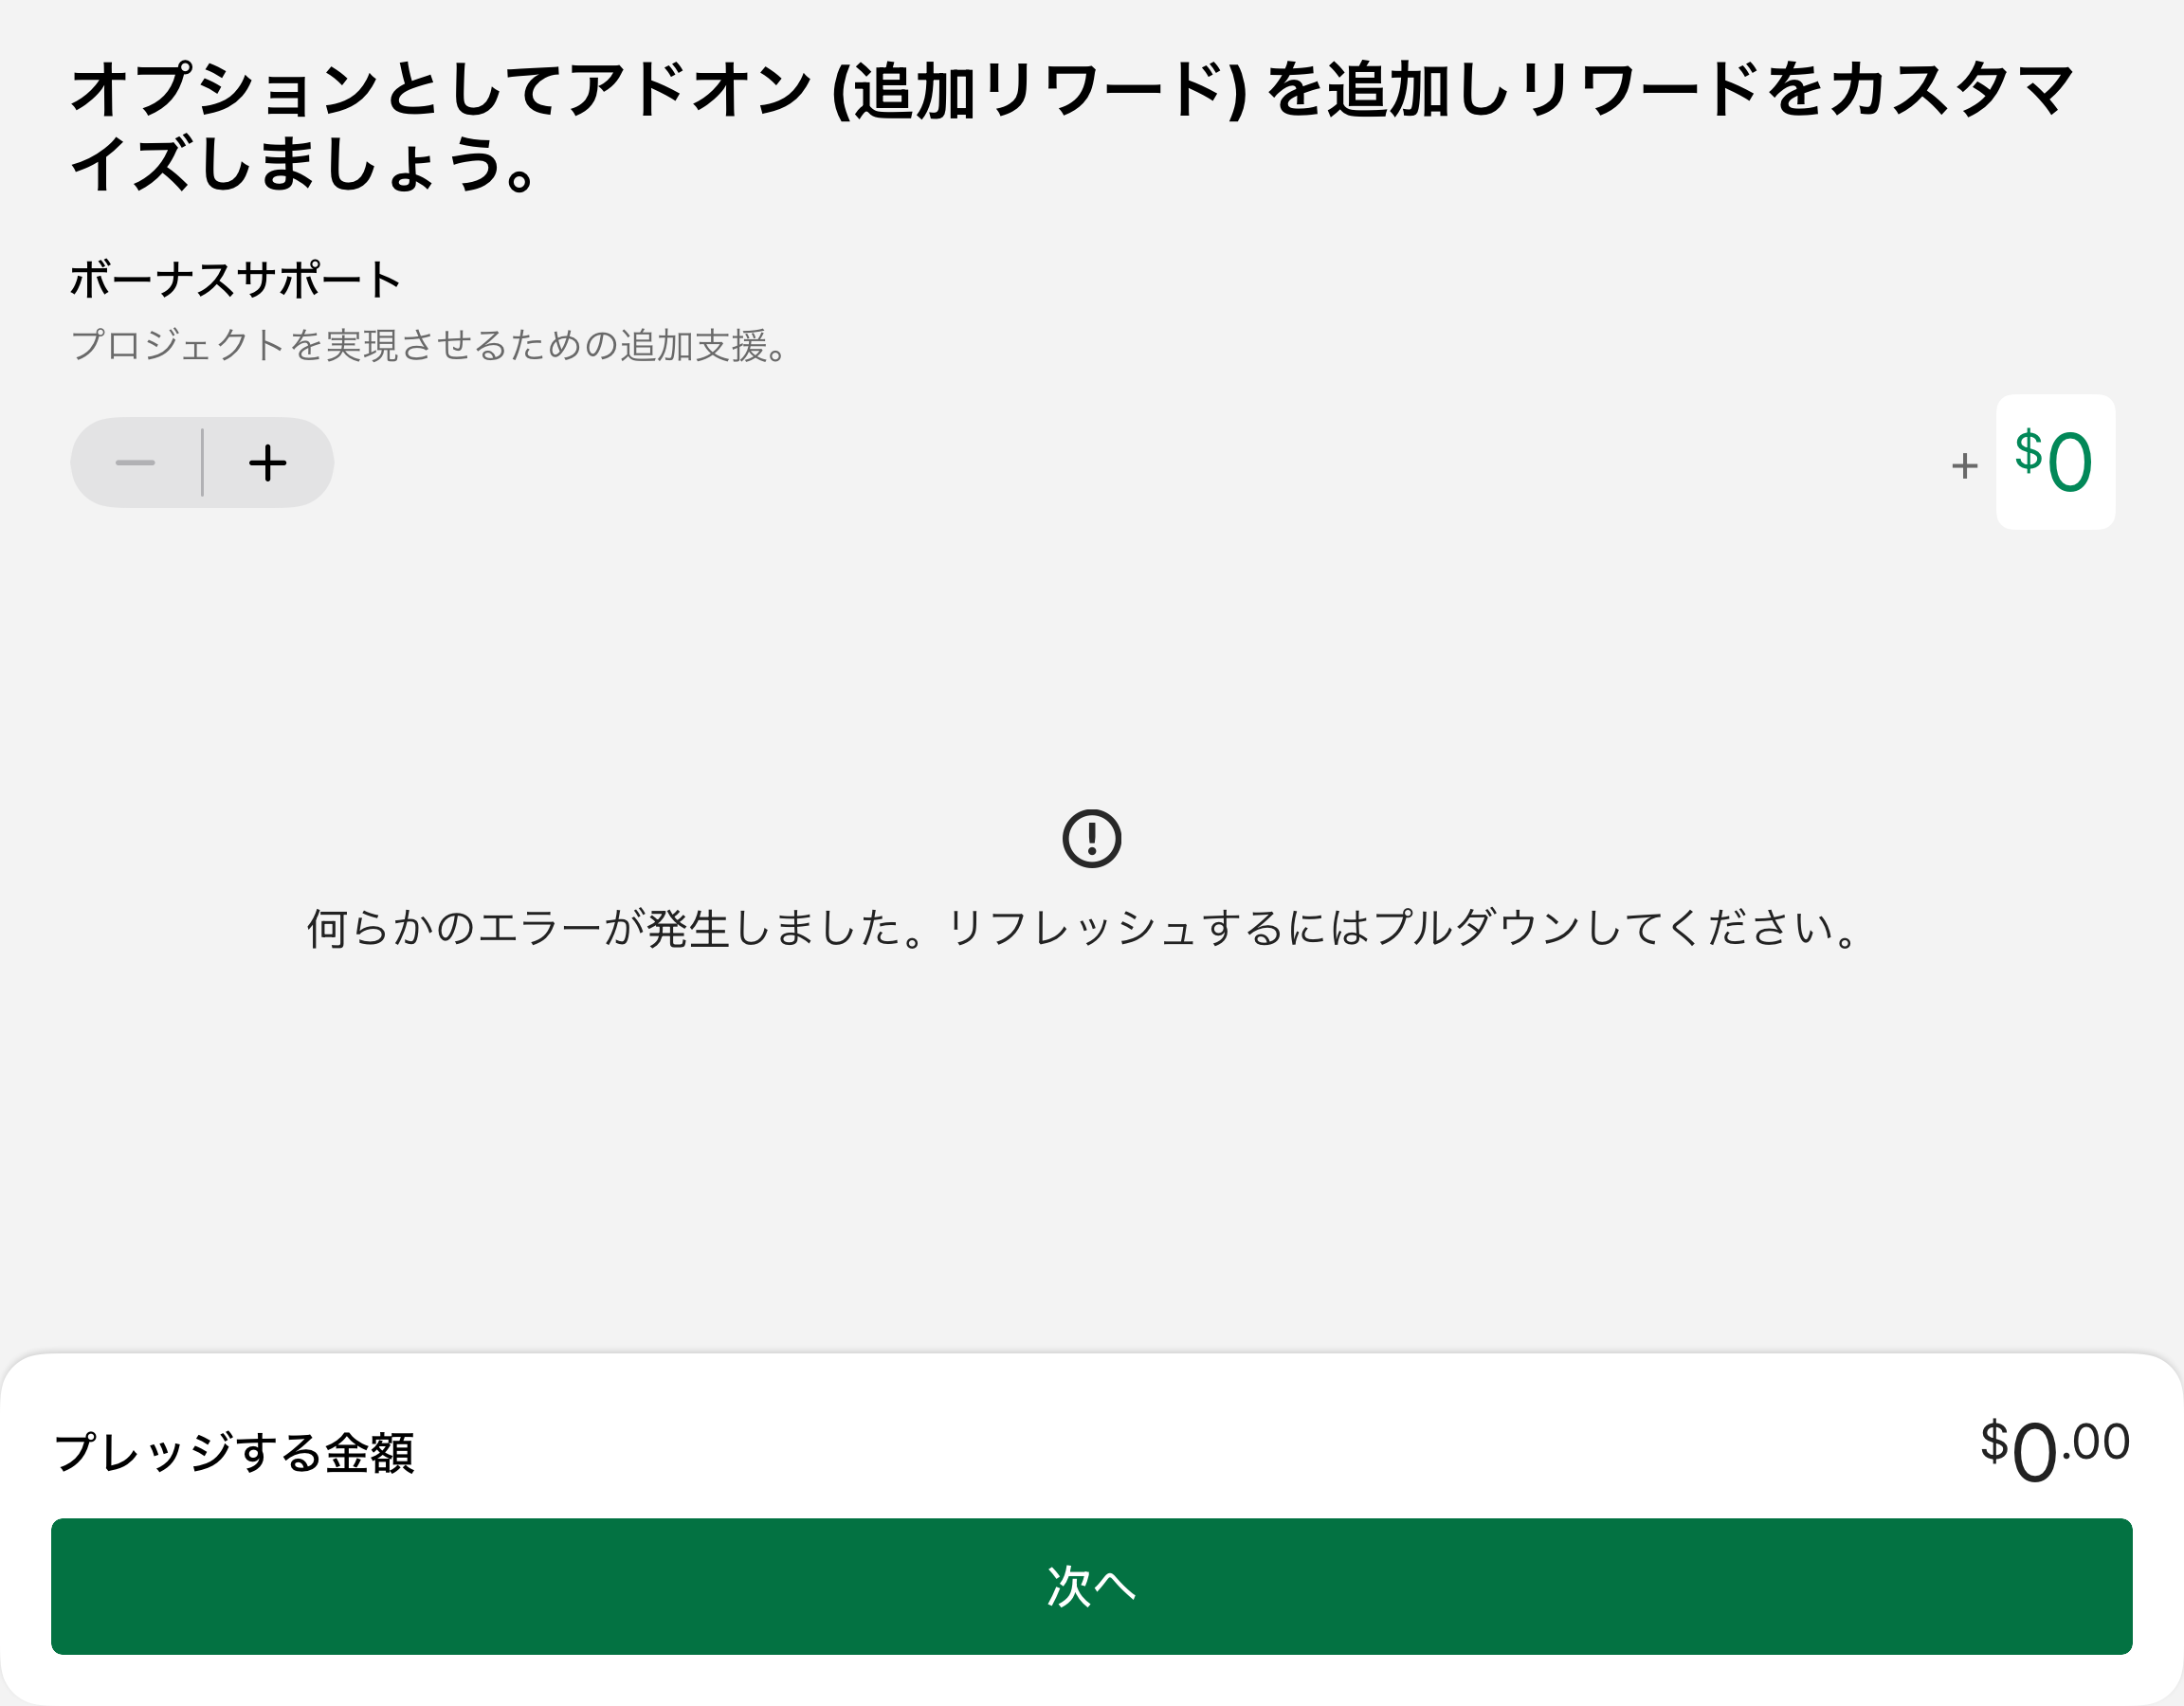 オプションとしてアドオン (追加リワード) を追加し、リワードをカスタマ
イズしましょう。
ボーナスサポート
プロジェクトを実現させるための追加支援。
+ $0
何らかのエラーが発生しました。リフレッシュするにはプルダウンしてください。
プレッジする金額
$0.00
次へ